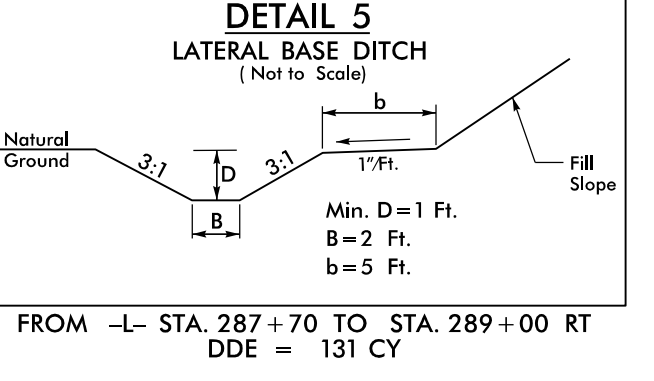 DETAIL 5
LATERAL BASE DITCH
( Not to Scale)
b
Natural
Ground
3:1
D
3:1
1"/Ft.
Fill
Slope
B
Min. D=1 Ft.
B=2 Ft.
b=5 Ft.
FROM -L- STA. 287+70 TO STA. 289+00 RT
DDE = 131 CY